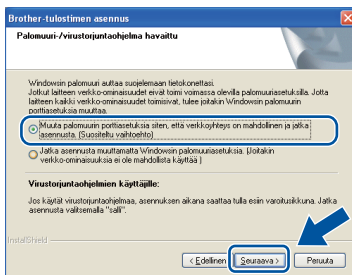 Brother-tulostimen asennus
Palomuuri-/virustorjuntaohjelma havaittu
Windowsin palomuuri auttaa suojelemaan tietokonettasi.
Jotkut laitteen verkko-ominaisuudet eivät toimi voimassa olevilla palomuuriasetuksilla. Jotta
laitteen kaikki verkko-ominaisuudet toimisivat, tulee joitakin Windowsin palomuurin
porttiasetuksia muuttaa.
Muuta palomuurin porttiasetuksia siten, että verkkoyhteys on mahdollinen ja jatka
asennusta. (Suositeltu vaihtoehto)
Jatka asennusta muuttamatta Windowsin palomuuriasetuksia. (Joitakin
verkko-ominaisuuksia ei ole mahdollista käyttää )
Virustorjuntaohjelmien käyttäjille:
Jos käytät virustorjuntaohjelmaa, asennuksen aikana saattaa tulla esiin varoitusikkuna. Jatka
asennusta valitsemalla "salli".
InstallShield
< Edellinen
Seuraava >
Peruuta